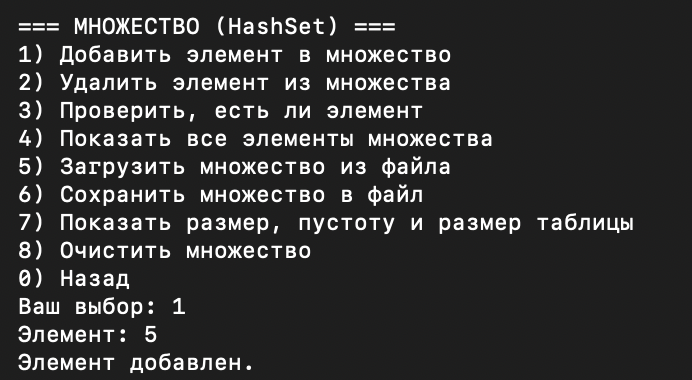 === МНОЖЕСТВО (HashSet) ===
1) Добавить элемент в множество
2) Удалить элемент из множества
3) Проверить, есть ли элемент
4) Показать все элементы множества
5) Загрузить множество из файла
6) Сохранить множество в файл
7) Показать размер, пустоту и размер таблицы
8) Очистить множество
0) Назад
Ваш выбор: 1
Элемент: 5
Элемент добавлен.